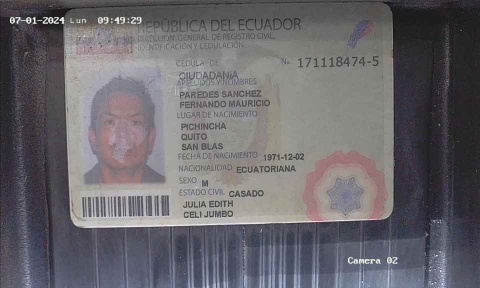 07-01-2024 Lun 09:49:29
REPÚBLICA DEL ECUADOR
DIRECCIÓN GENERAL DE REGISTRO CIVIL,
IDENTIFICACIÓN Y CEDULACIÓN
CÉDULA DE
CIUDADANÍA
No. 171118474-5
APELLIDOS Y NOMBRES
PAREDES SANCHEZ
FERNANDO MAURICIO
LUGAR DE NACIMIENTO
PICHINCHA
QUITO
SAN BLAS
FECHA DE NACIMIENTO 1971-12-02
NACIONALIDAD ECUATORIANA
SEXO M
ESTADO CIVIL CASADO
JULIA EDITH
CELI JUMBO
Camera 02